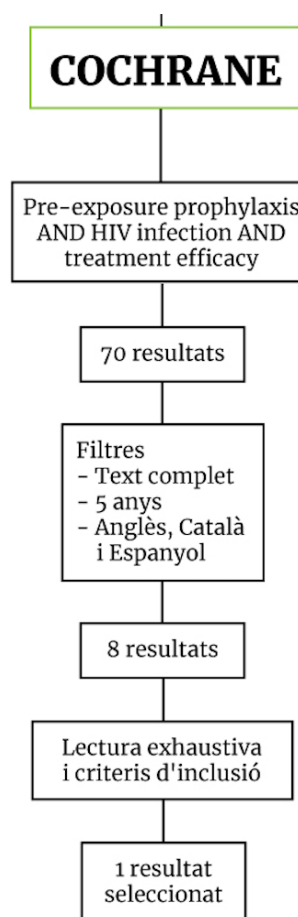 COCHRANE
Pre-exposure prophylaxis
AND HIV infection AND
treatment efficacy
70 resultats
Filtres
- Text complet
- 5 anys
- Anglès, Català
i Espanyol
8 resultats
Lectura exhaustiva
i criteris d'inclusió
1 resultat
seleccionat